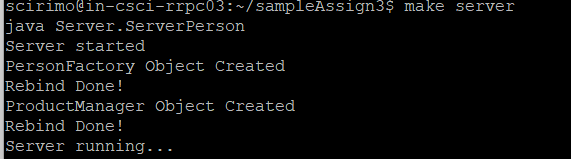 scirimo@in-csci-rrpc03:~/sampleAssign3$ make server
java Server.ServerPerson
Server started
PersonFactory Object Created
Rebind Done!
ProductManager Object Created
Rebind Done!
Server running...